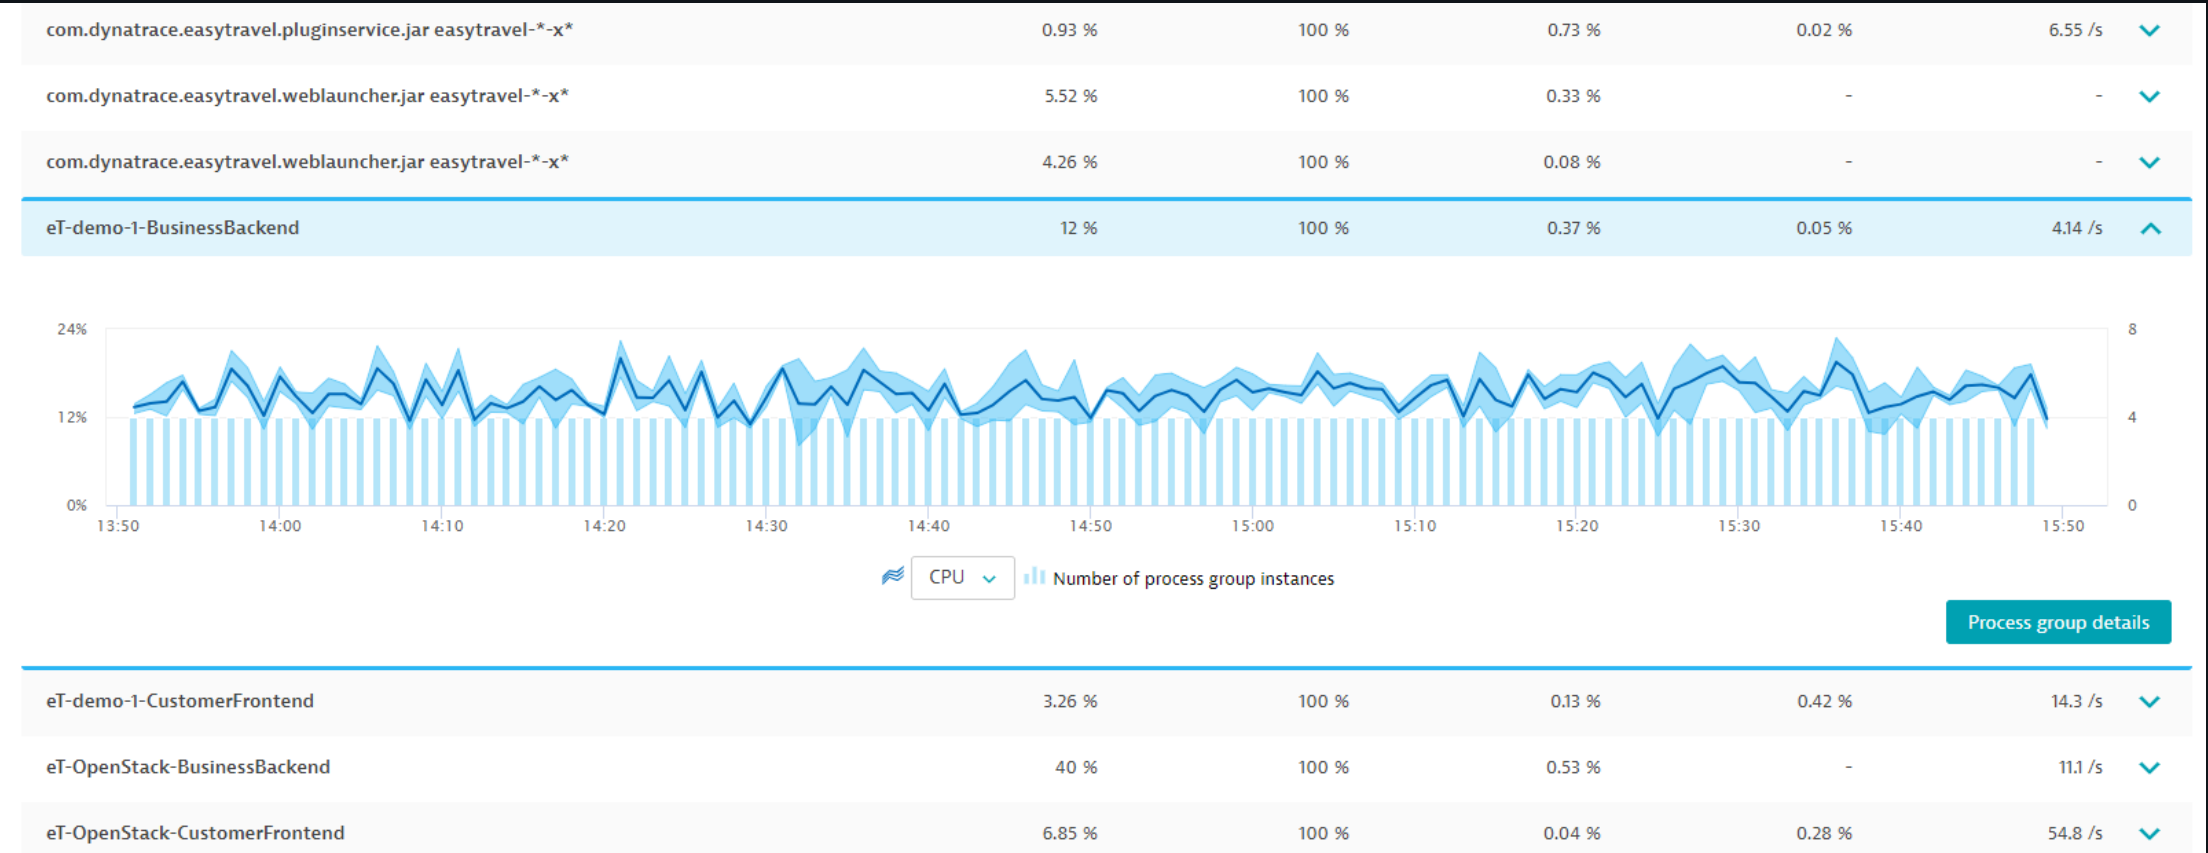 com.dynatrace.easytravel.pluginservice.jar easytravel-*-x* 0.93 % 100 % 0.73 % 0.02 % 6.55 /s
com.dynatrace.easytravel.weblauncher.jar easytravel-*-x* 5.52 % 100 % 0.33 % - -
com.dynatrace.easytravel.weblauncher.jar easytravel-*-x* 4.26 % 100 % 0.08 % - -
eT-demo-1-BusinessBackend 12 % 100 % 0.37 % 0.05 % 4.14 /s
24% 8
12% 4
0% 0
13:50 14:00 14:10 14:20 14:30 14:40 14:50 15:00 15:10 15:20 15:30 15:40 15:50
CPU Number of process group instances
Process group details
eT-demo-1-CustomerFrontend 3.26 % 100 % 0.13 % 0.42 % 14.3 /s
eT-OpenStack-BusinessBackend 40 % 100 % 0.53 % - 11.1 /s
eT-OpenStack-CustomerFrontend 6.85 % 100 % 0.04 % 0.28 % 54.8 /s